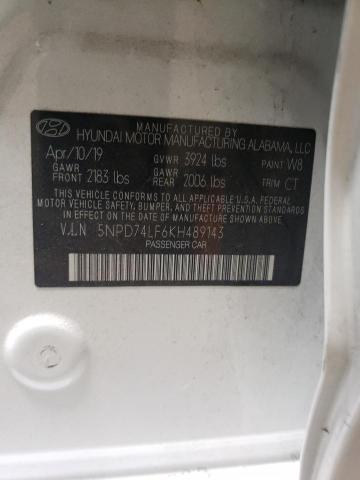 MANUFACTURED BY
HYUNDAI MOTOR MANUFACTURING ALABAMA, LLC
Apr/10/19 GVWR 3924 lbs PAINT W8
GAWR FRONT 2183 lbs GAWR REAR 2006 lbs TRIM CT
THIS VEHICLE CONFORMS TO ALL APPLICABLE U.S.A. FEDERAL
MOTOR VEHICLE SAFETY, BUMPER, AND THEFT PREVENTION STANDARDS
IN EFFECT ON THE DATE OF MANUFACTURE SHOWN ABOVE.
V.I.N 5NPD74LF6KH489143
PASSENGER CAR